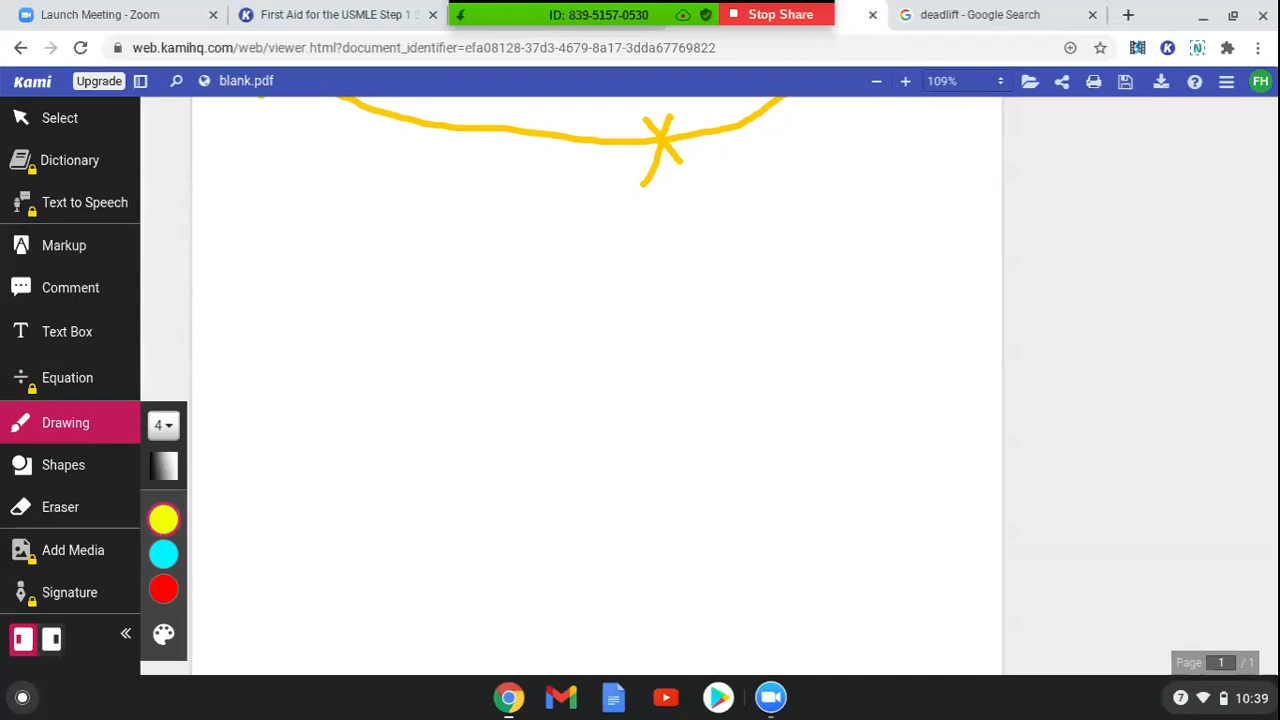 Launch Meeting - Zoom
First Aid for the USMLE Step 1 S
ID: 839-5157-0530
Stop Share
deadlift - Google Search
web.kamihq.com/web/viewer.html?document_identifier=efa08128-37d3-4679-8a17-3dda67769822
Kami
Upgrade
blank.pdf
109%
FH
Select
Dictionary
Text to Speech
Markup
Comment
Text Box
Equation
Drawing
4
Shapes
Eraser
Add Media
Signature
Page 1 / 1
7
10:39